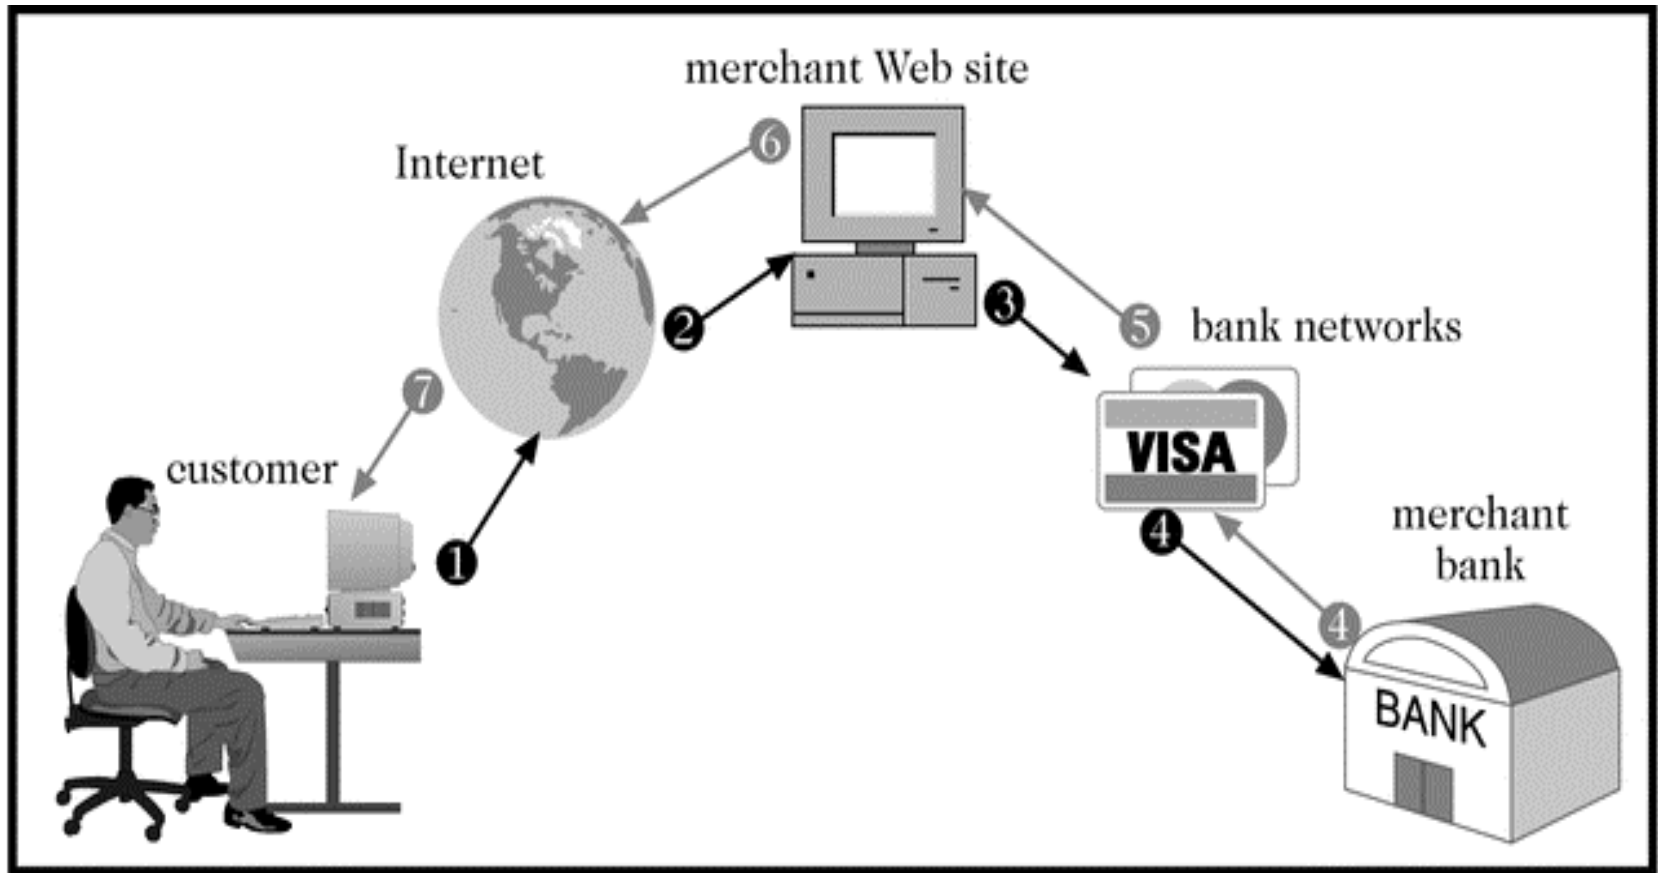 merchant Web site
6
Internet
2
3
5
bank networks
7
customer
VISA
1
4
merchant
bank
4
BANK